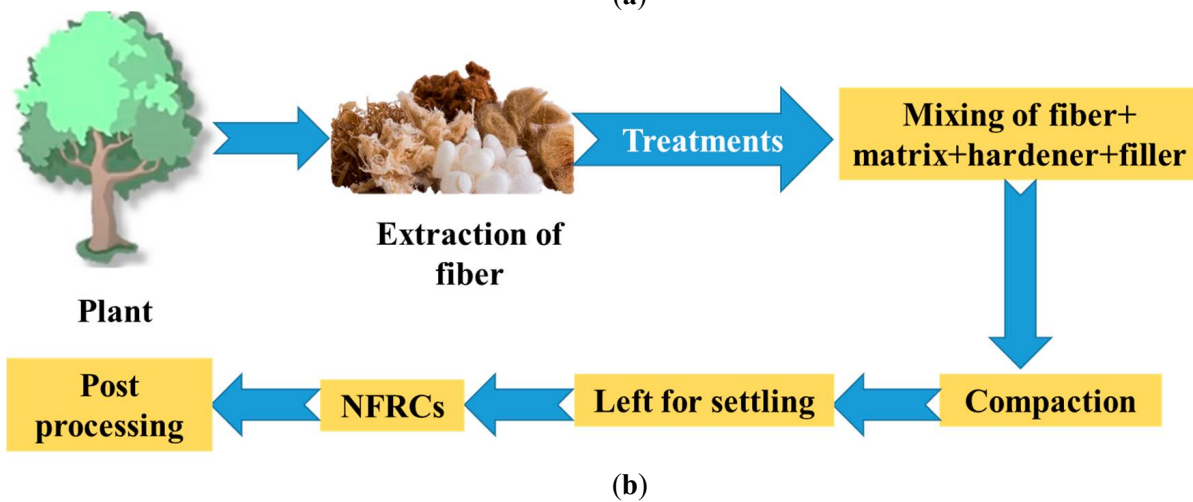 (a)
Plant
Extraction of
fiber
Treatments
Mixing of fiber+
matrix+hardener+filler
Compaction
Left for settling
NFRCs
Post
processing
(b)